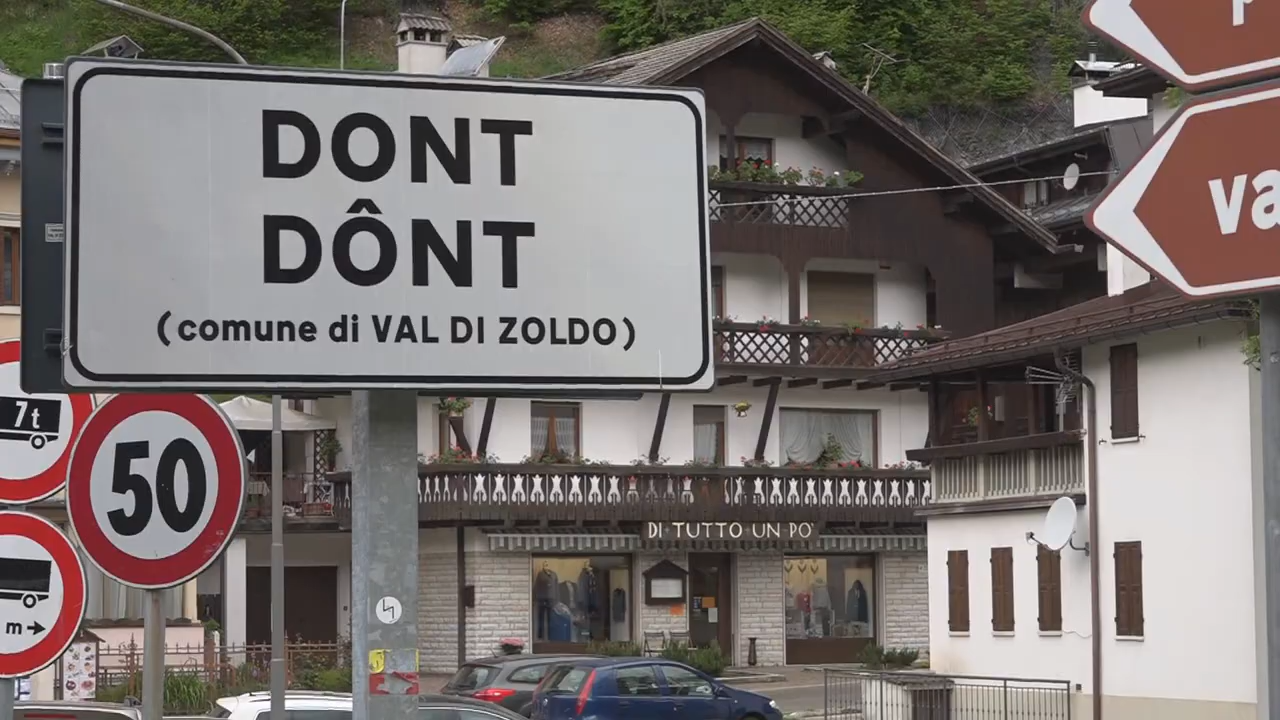 DONT
DÔNT
(comune di VAL DI ZOLDO)
7t
50
m→
DI TUTTO UN PO'
va